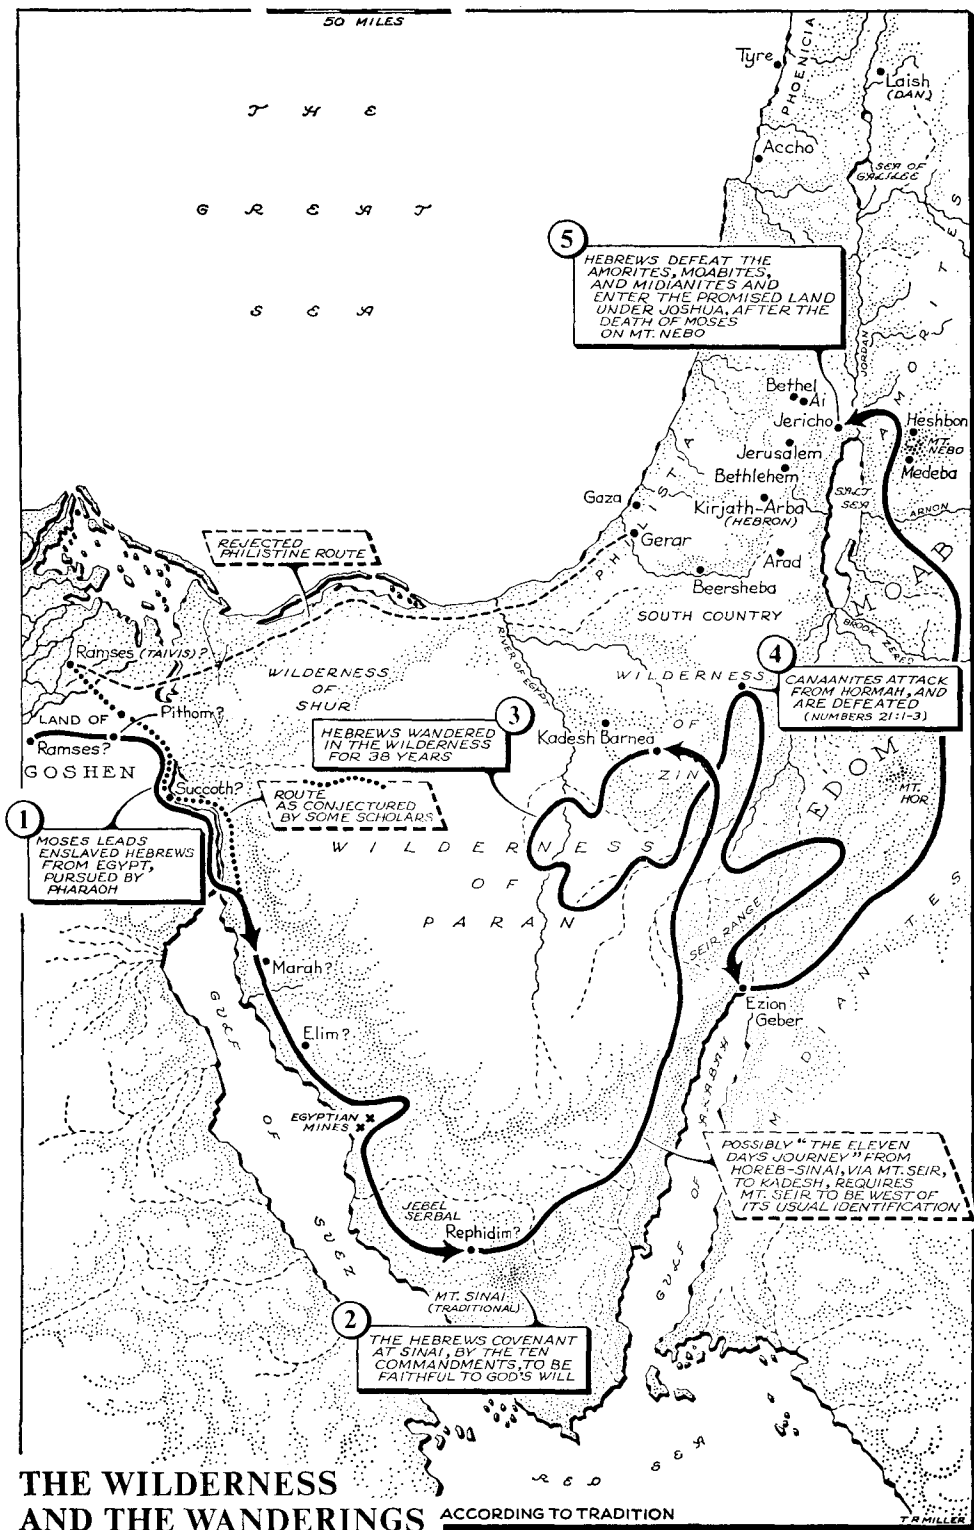 50 MILES
THE
GREAT
SEA
Tyre
PHOENICIA
Laish
(DAN)
Accho
SEA OF
GALILEE
AMORITES
5
HEBREWS DEFEAT THE
AMORITES, MOABITES,
AND MIDIANITES AND
ENTER THE PROMISED LAND
UNDER JOSHUA, AFTER THE
DEATH OF MOSES
ON MT. NEBO
JORDAN
Bethel
Ai
Jericho
Heshbon
MT.
NEBO
Jerusalem
Medeba
Bethlehem
Gaza
Kirjath-Arba
(HEBRON)
SALT
SEA
ARNON
PHILISTIA
Gerar
Arad
Beersheba
MOAB
REJECTED
PHILISTINE ROUTE
SOUTH COUNTRY
BROOK ZERED
RIVER OF EGYPT
Ramses (TAIVIS)?
WILDERNESS
OF
SHUR
4
CANAANITES ATTACK
FROM HORMAH, AND
ARE DEFEATED
(NUMBERS 21:1-3)
WILDERNESS
OF
ZIN
3
HEBREWS WANDERED
IN THE WILDERNESS
FOR 38 YEARS
Kadesh Barnea
Pithom?
LAND OF
Ramses?
GOSHEN
Succoth?
ROUTE
AS CONJECTURED
BY SOME SCHOLARS
EDOM
MT.
HOR
1
MOSES LEADS
ENSLAVED HEBREWS
FROM EGYPT,
PURSUED BY
PHARAOH
WILDERNESS
OF
PARAN
SEIR RANGE
MIDIANITES
Marah?
Ezion
Geber
GULF
OF
SUEZ
Elim?
EGYPTIAN
MINES
GULF OF AKABAH
POSSIBLY "THE ELEVEN
DAYS JOURNEY" FROM
HOREB-SINAI, VIA MT. SEIR,
TO KADESH, REQUIRES
MT. SEIR TO BE WEST OF
ITS USUAL IDENTIFICATION
JEBEL
SERBAL
Rephidim?
MT. SINAI
(TRADITIONAL)
2
THE HEBREWS COVENANT
AT SINAI, BY THE TEN
COMMANDMENTS, TO BE
FAITHFUL TO GOD'S WILL
RED SEA
THE WILDERNESS
AND THE WANDERINGS ACCORDING TO TRADITION
T R MILLER